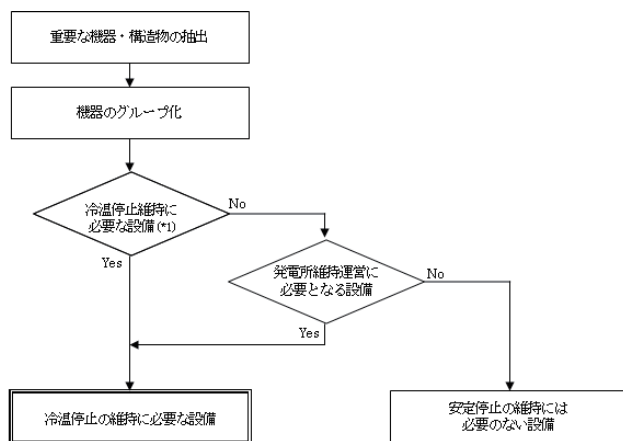 重要な機器・構造物の抽出
機器のグループ化
冷温停止維持に
必要な設備(*1)
No
Yes
発電所維持運営に
必要となる設備
No
Yes
冷温停止の維持に必要な設備
安定停止の維持には
必要のない設備